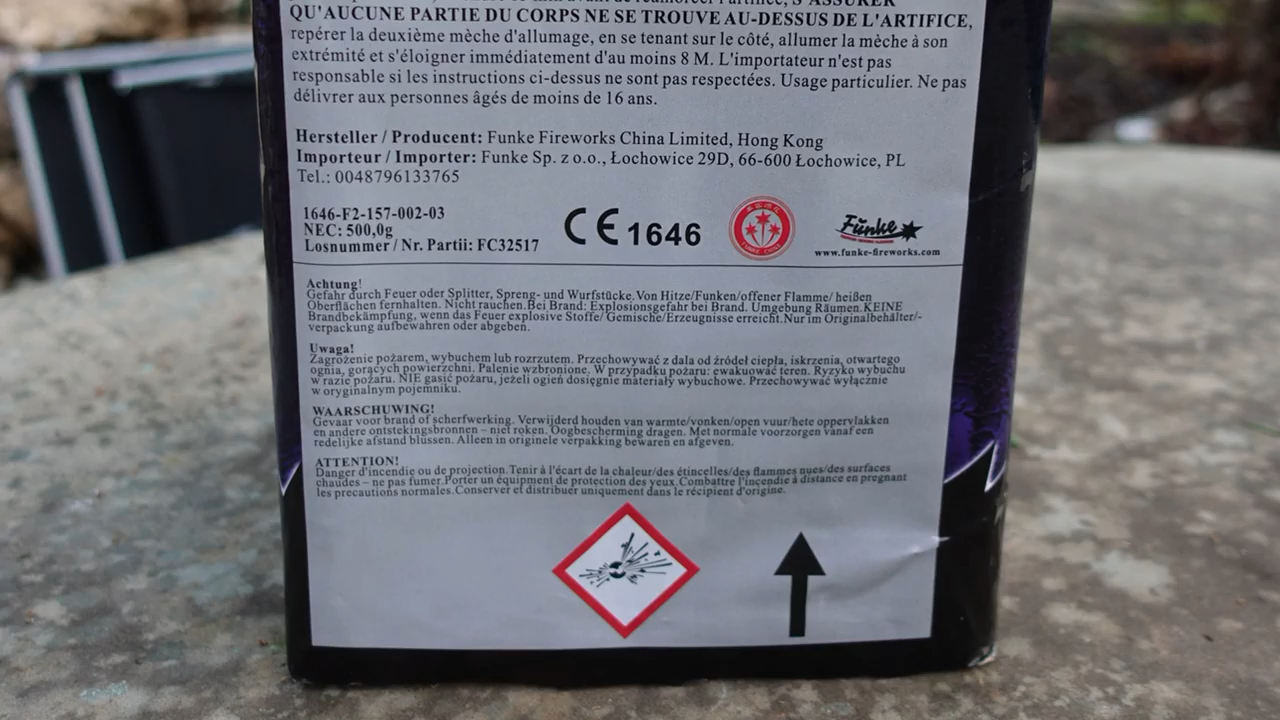 S'ASSURER
QU'AUCUNE PARTIE DU CORPS NE SE TROUVE AU-DESSUS DE L'ARTIFICE,
repérer la deuxième mèche d'allumage, en se tenant sur le côté, allumer la mèche à son
extrémité et s'éloigner immédiatement d'au moins 8 M. L'importateur n'est pas
responsable si les instructions ci-dessus ne sont pas respectées. Usage particulier. Ne pas
délivrer aux personnes âgés de moins de 16 ans.
Hersteller / Producent: Funke Fireworks China Limited, Hong Kong
Importeur / Importer: Funke Sp. z o.o., Łochowice 29D, 66-600 Łochowice, PL
Tel.: 0048796133765
1646-F2-157-002-03
NEC: 500,0g
Losnummer / Nr. Partii: FC32517
CE 1646
FUNKE CHINA
Funke
www.funke-fireworks.com
Achtung!
Gefahr durch Feuer oder Splitter, Spreng- und Wurfstücke.Von Hitze/Funken/offener Flamme/ heißen
Oberflächen fernhalten. Nicht rauchen.Bei Brand: Explosionsgefahr bei Brand. Umgebung Räumen.KEINE
Brandbekämpfung, wenn das Feuer explosive Stoffe/ Gemische/Erzeugnisse erreicht.Nur im Originalbehälter/-
verpackung aufbewahren oder abgeben.
Uwaga!
Zagrożenie pożarem, wybuchem lub rozrzutem. Przechowywać z dala od źródeł ciepła, iskrzenia, otwartego
ognia, gorących powierzchni. Palenie wzbronione. W przypadku pożaru: ewakuować teren. Ryzyko wybuchu
w razie pożaru. NIE gasić pożaru, jeżeli ogień dosięgnie materiały wybuchowe. Przechowywać wyłącznie
w oryginalnym pojemniku.
WAARSCHUWING!
Gevaar voor brand of scherfwerking. Verwijderd houden van warmte/vonken/open vuur/hete oppervlakken
en andere ontstekingsbronnen – niet roken. Oogbescherming dragen. Met normale voorzorgen vanaf een
redelijke afstand blussen. Alleen in originele verpakking bewaren en afgeven.
ATTENTION!
Danger d'incendie ou de projection.Tenir à l'écart de la chaleur/des étincelles/des flammes nues/des surfaces
chaudes – ne pas fumer.Porter un équipment de protection des yeux.Combattre l'incendie à distance en pregnant
les precautions normales.Conserver et distribuer uniquement dans le récipient d'origine.